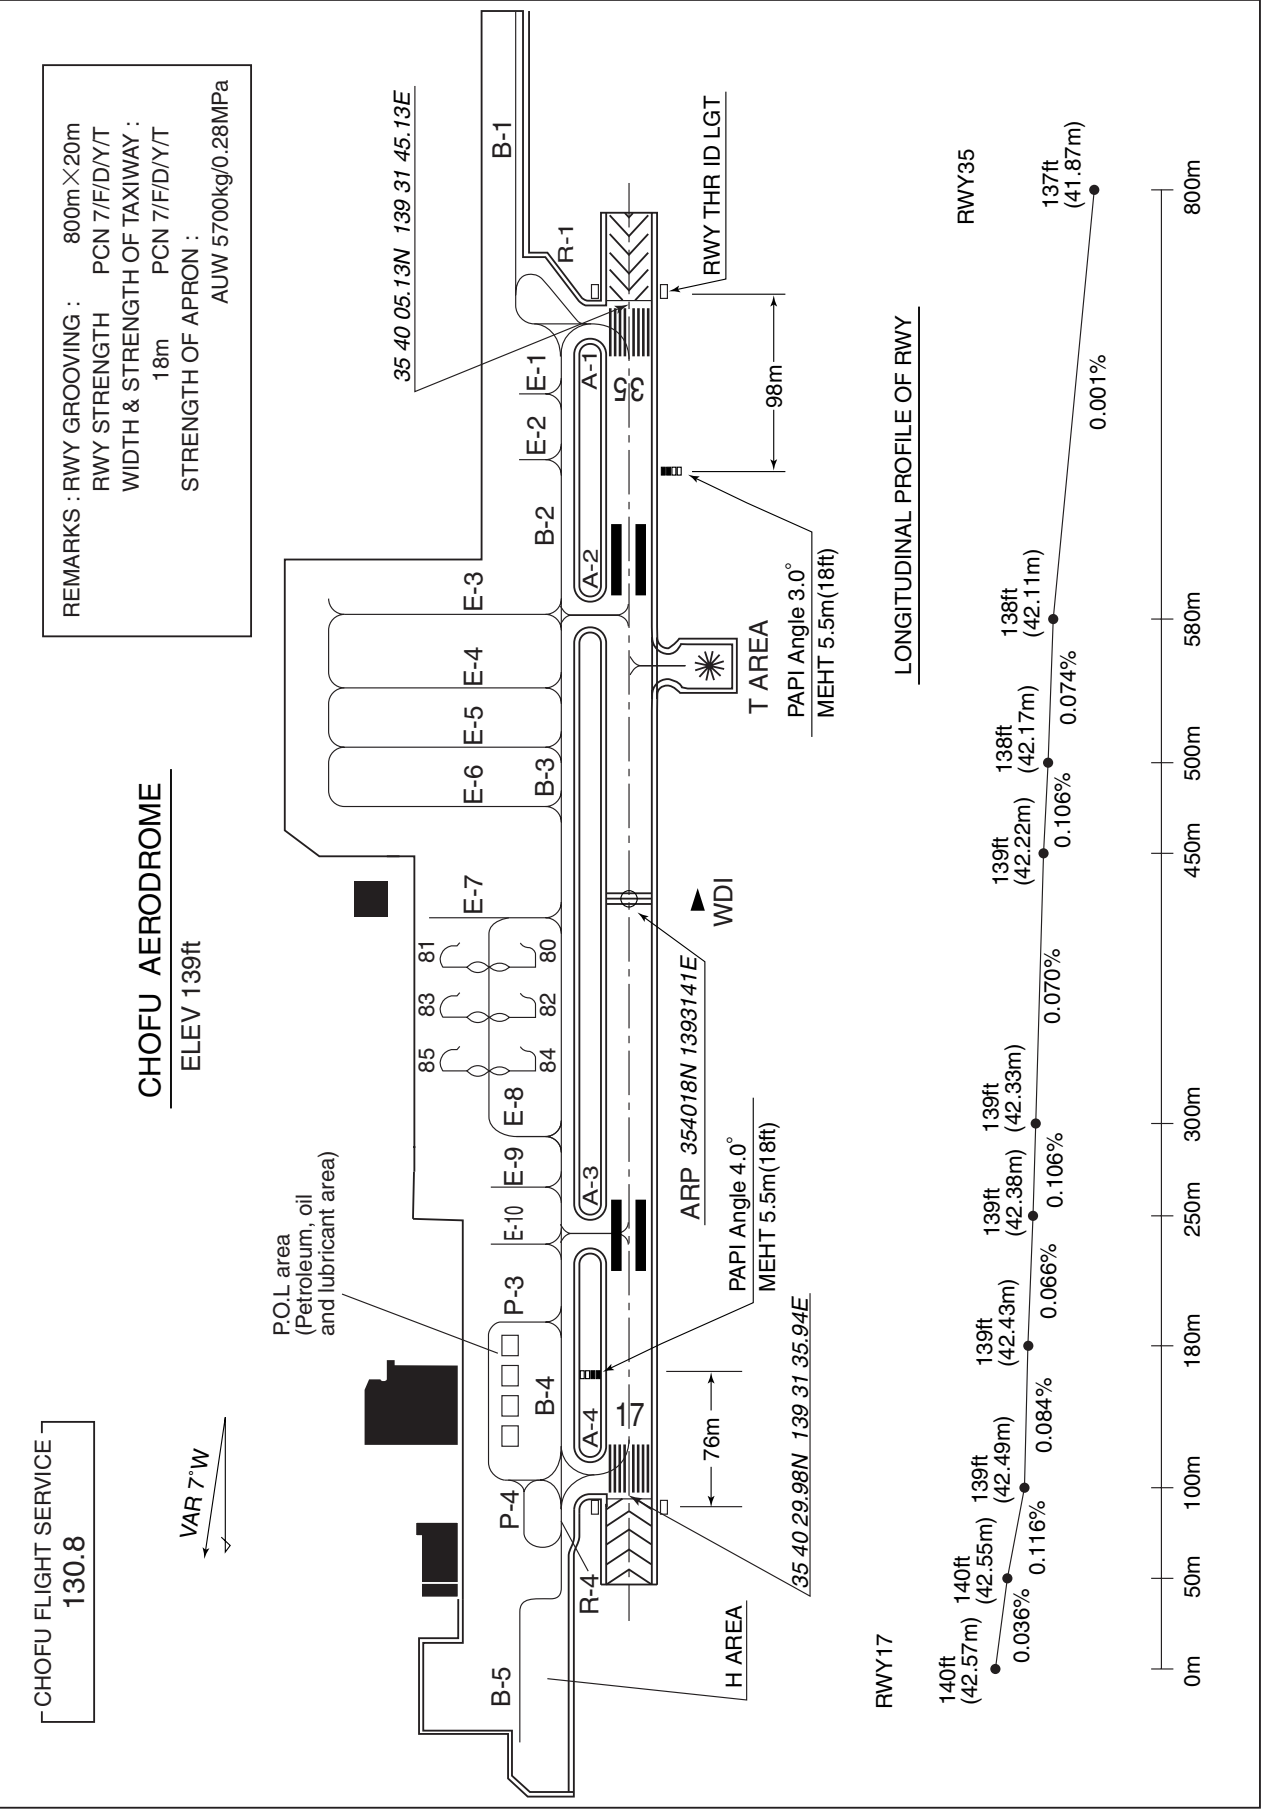 CHOFU FLIGHT SERVICE
130.8
VAR 7°W
CHOFU AERODROME
ELEV 139ft
REMARKS : RWY GROOVING : 800m×20m
RWY STRENGTH PCN 7/F/D/Y/T
WIDTH & STRENGTH OF TAXIWAY :
18m PCN 7/F/D/Y/T
STRENGTH OF APRON :
AUW 5700kg/0.28MPa
P.O.L area
(Petroleum, oil
and lubricant area)
35 40 05.13N 139 31 45.13E
85
83
81
84
82
80
E-7
E-6
E-5
E-4
E-3
B-5
P-4
P-3
E-10
E-9
E-8
B-1
B-4
B-3
B-2
E-2
E-1
R-1
R-4
A-4
A-3
A-2
A-1
17
35
H AREA
76m
35 40 29.98N 139 31 35.94E
PAPI Angle 4.0°
MEHT 5.5m(18ft)
ARP 354018N 1393141E
WDI
T AREA
PAPI Angle 3.0°
MEHT 5.5m(18ft)
98m
RWY THR ID LGT
LONGITUDINAL PROFILE OF RWY
RWY17
RWY35
140ft
(42.57m)
140ft
(42.55m)
139ft
(42.49m)
139ft
(42.43m)
139ft
(42.38m)
139ft
(42.33m)
139ft
(42.22m)
138ft
(42.17m)
138ft
(42.11m)
137ft
(41.87m)
0.036%
0.116%
0.084%
0.066%
0.106%
0.070%
0.106%
0.074%
0.001%
0m
50m
100m
180m
250m
300m
450m
500m
580m
800m